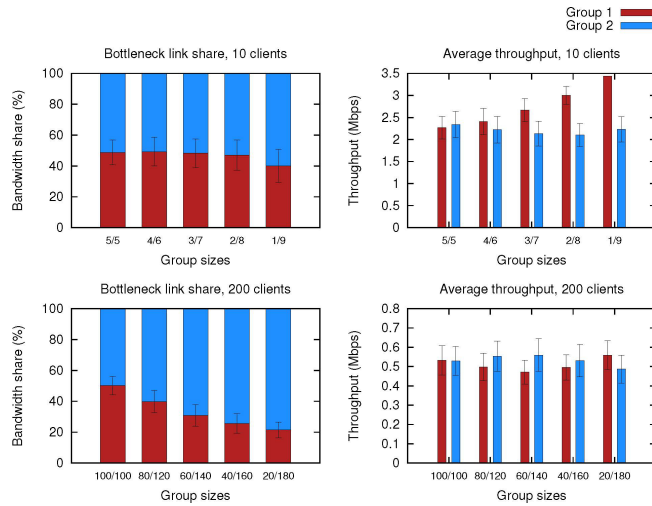 Group 1
Group 2
Bottleneck link share, 10 clients
Bandwidth share (%)
100
80
60
40
20
0
5/5 4/6 3/7 2/8 1/9
Group sizes
Average throughput, 10 clients
Throughput (Mbps)
3.5
3
2.5
2
1.5
1
0.5
0
5/5 4/6 3/7 2/8 1/9
Group sizes
Bottleneck link share, 200 clients
Bandwidth share (%)
100
80
60
40
20
0
100/100 80/120 60/140 40/160 20/180
Group sizes
Average throughput, 200 clients
Throughput (Mbps)
0.8
0.7
0.6
0.5
0.4
0.3
0.2
0.1
0
100/100 80/120 60/140 40/160 20/180
Group sizes